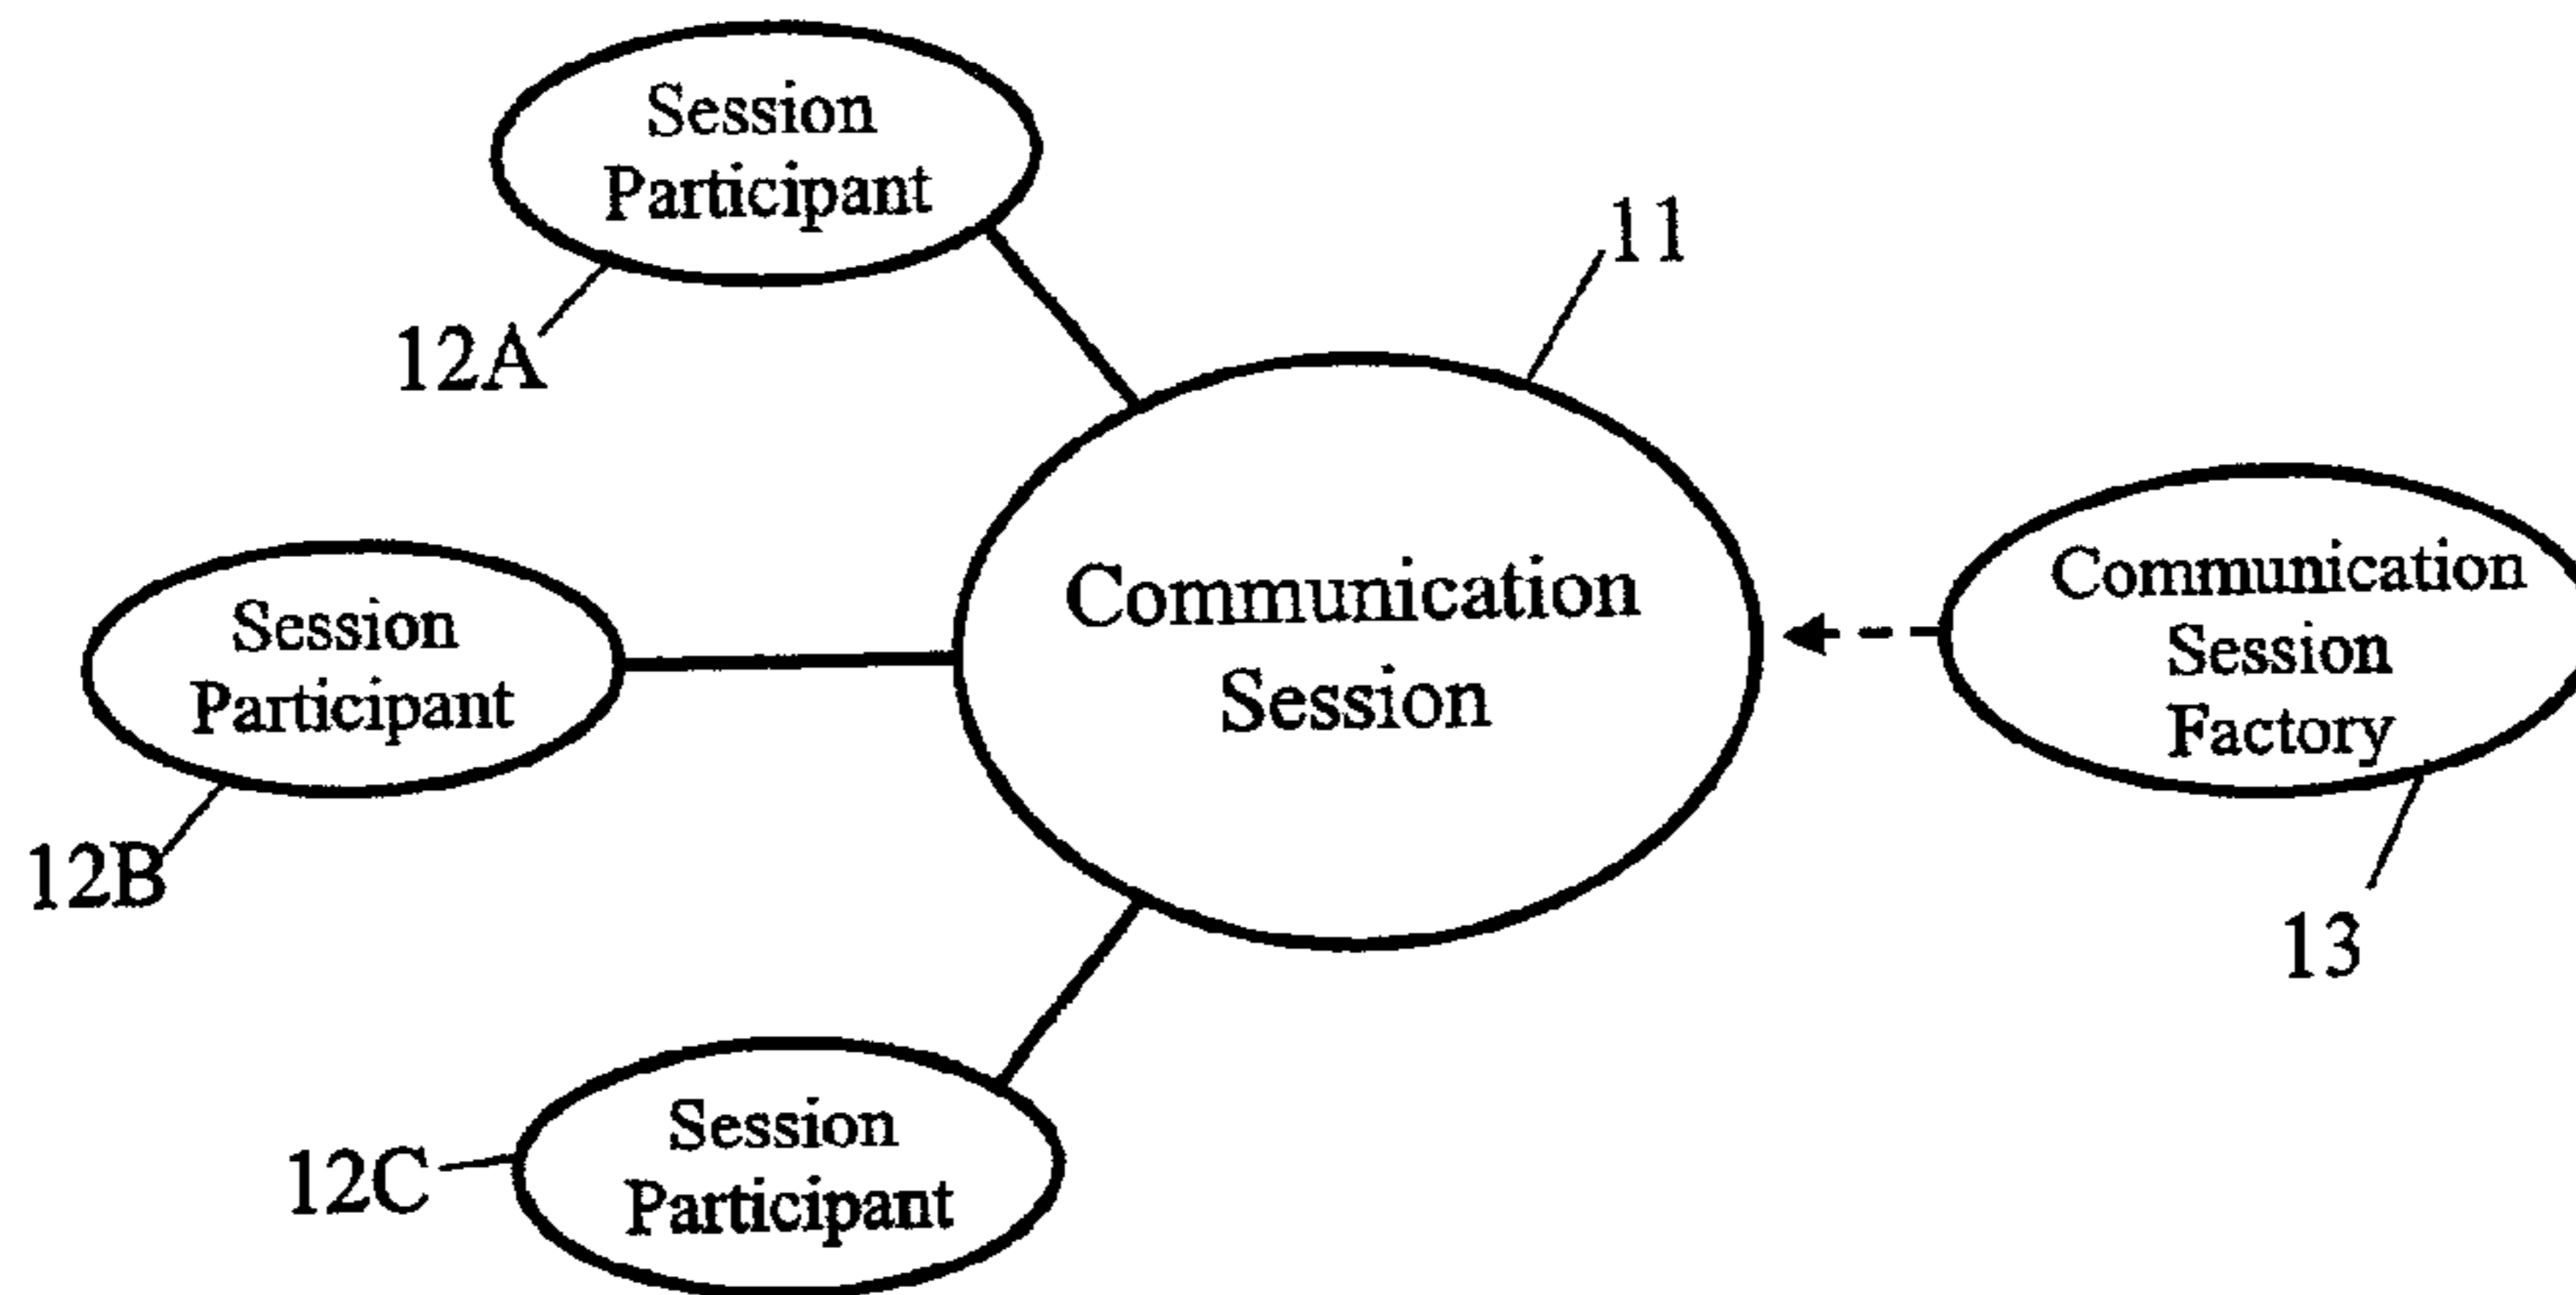 Session
Participant
12A
11
Communication
Session
Session
Participant
12B
Communication
Session
Factory
13
Session
Participant
12C